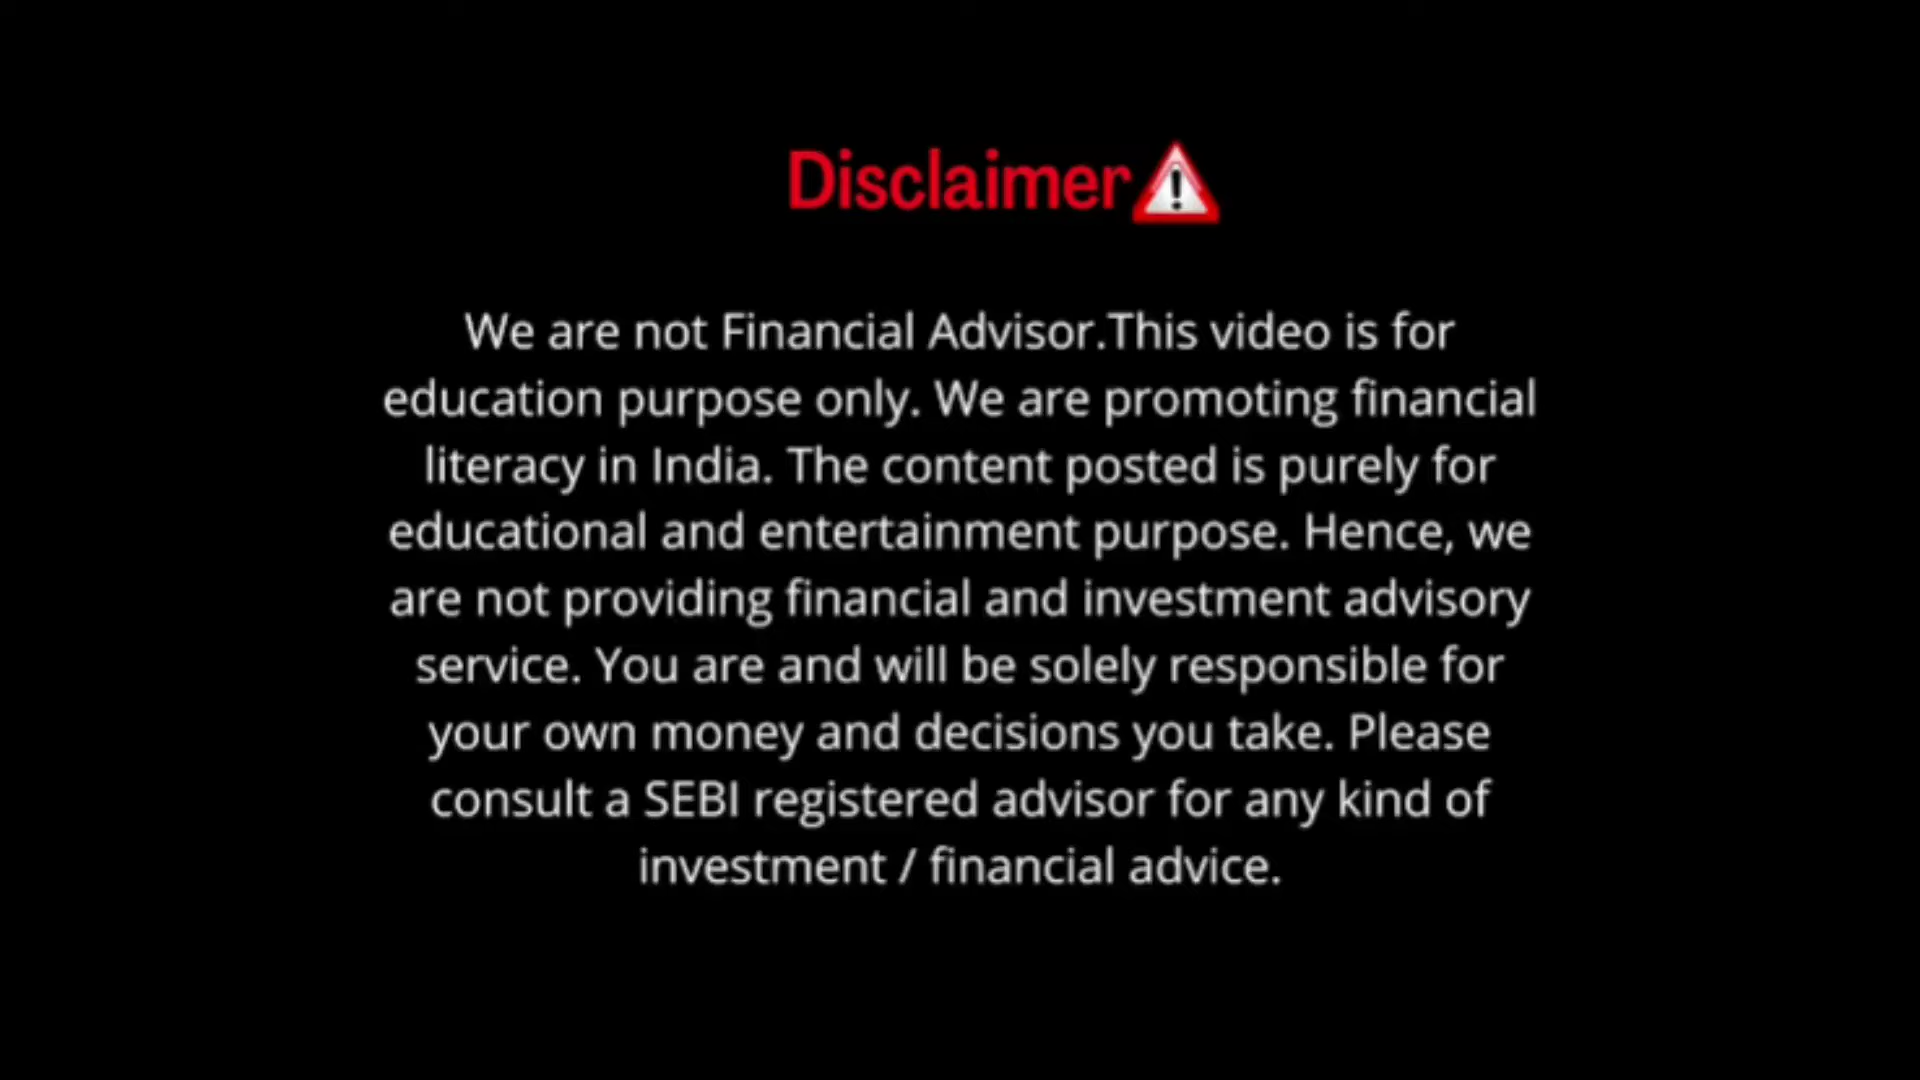 Disclaimer⚠
We are not Financial Advisor.This video is for
education purpose only. We are promoting financial
literacy in India. The content posted is purely for
educational and entertainment purpose. Hence, we
are not providing financial and investment advisory
service. You are and will be solely responsible for
your own money and decisions you take. Please
consult a SEBI registered advisor for any kind of
investment / financial advice.